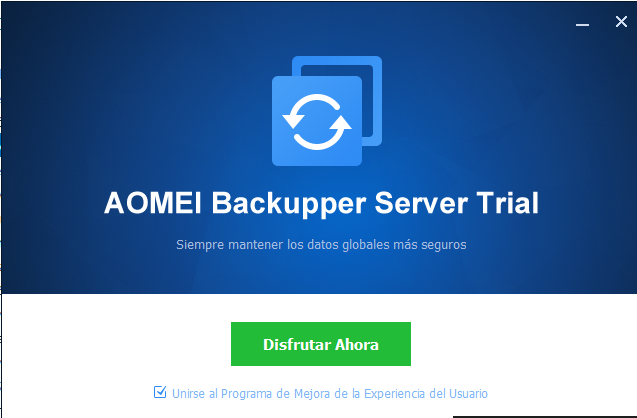 AOMEI Backupper Server Trial
Siempre mantener los datos globales más seguros
Disfrutar Ahora
Unirse al Programa de Mejora de la Experiencia del Usuario